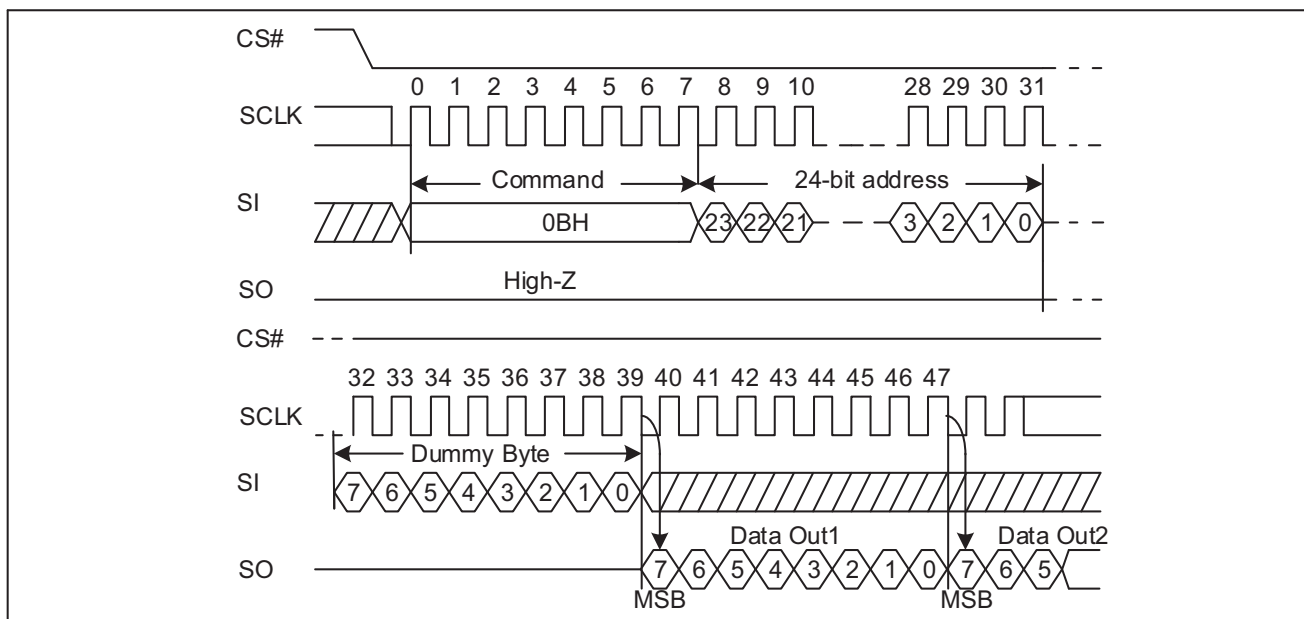 CS#
0 1 2 3 4 5 6 7 8 9 10 28 29 30 31
SCLK
Command 24-bit address
SI
0BH 23 22 21 3 2 1 0
High-Z
SO
CS#
32 33 34 35 36 37 38 39 40 41 42 43 44 45 46 47
SCLK
Dummy Byte
SI
7 6 5 4 3 2 1 0
Data Out1 Data Out2
SO
7 6 5 4 3 2 1 0 7 6 5
MSB MSB